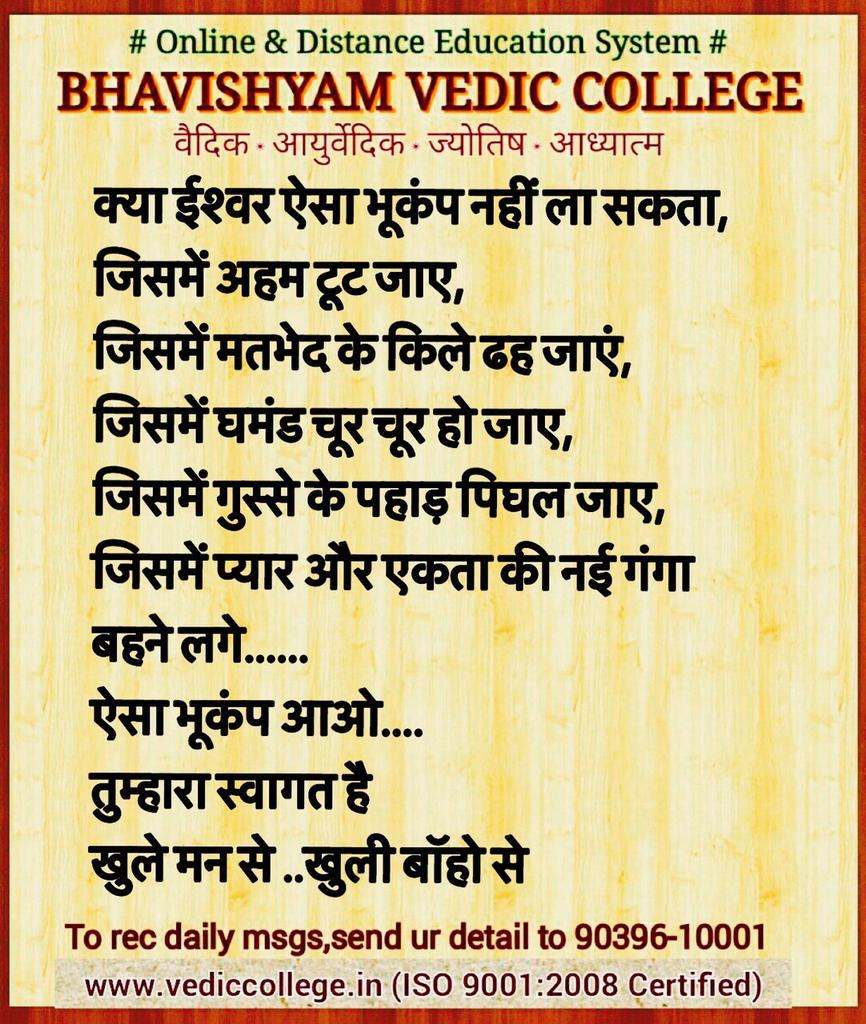 # Online & Distance Education System #
BHAVISHYAM VEDIC COLLEGE
वैदिक • आयुर्वेदिक • ज्योतिष • आध्यात्म
क्या ईश्वर ऐसा भूकंप नहीं ला सकता,
जिसमें अहम टूट जाए,
जिसमें मतभेद के किले ढह जाएं,
जिसमें घमंड चूर चूर हो जाए,
जिसमें गुस्से के पहाड़ पिघल जाए,
जिसमें प्यार और एकता की नई गंगा
बहने लगे......
ऐसा भूकंप आओ....
तुम्हारा स्वागत है
खुले मन से ..खुली बॉहो से
To rec daily msgs,send ur detail to 90396-10001
www.vediccollege.in (ISO 9001:2008 Certified)